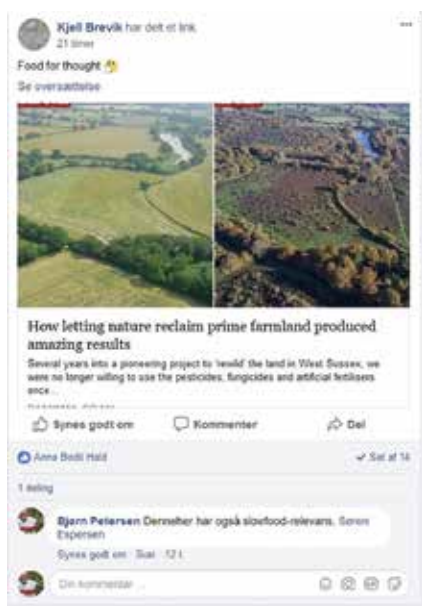 Kjell Brevik har delt et link.
21 timer
Food for thought
Se oversættelse
How letting nature reclaim prime farmland produced
amazing results
Several years into a pioneering project to 'rewild' the land in West Sussex, we
were no longer willing to use the pesticides, fungicides and artificial fertilisers
once ...
Synes godt om Kommenter Del
Anne Bodil Hald Set af 14
1 deling
Bjørn Petersen Dennelher har også slowfood-relevans. Søren
Espersen
Synes godt om · Svar · 12 t.
Din kommentar ...